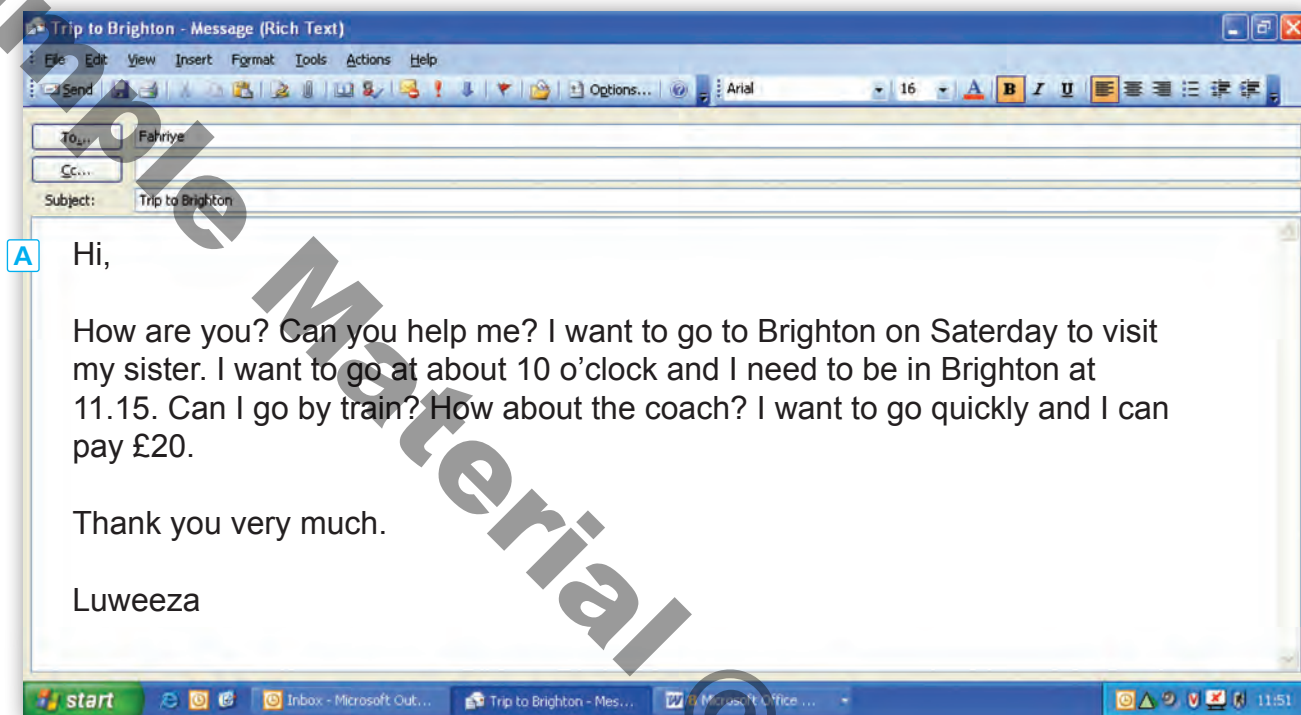 Trip to Brighton - Message (Rich Text)
File Edit View Insert Format Tools Actions Help
Send Options... Arial 16 A B I U
To... Fahriye
Cc...
Subject: Trip to Brighton
A Hi,
How are you? Can you help me? I want to go to Brighton on Saterday to visit
my sister. I want to go at about 10 o'clock and I need to be in Brighton at
11.15. Can I go by train? How about the coach? I want to go quickly and I can
pay £20.
Thank you very much.
Luweeza
start Inbox - Microsoft Out... Trip to Brighton - Mes... 8 Microsoft Office ... 11:51
Material